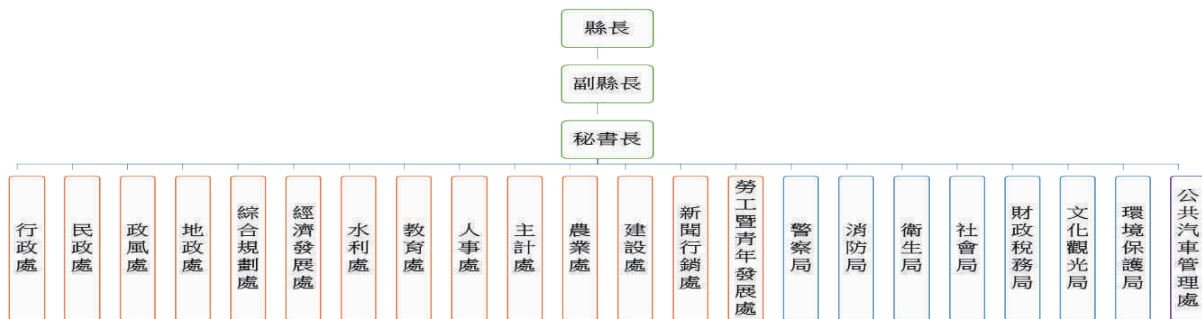 縣長
副縣長
秘書長
行政處
民政處
政風處
地政處
綜合規劃處
經濟發展處
水利處
教育處
人事處
主計處
農業處
建設處
新聞行銷處
勞工暨青年發展處
警察局
消防局
衛生局
社會局
財政稅務局
文化觀光局
環境保護局
公共汽車管理處